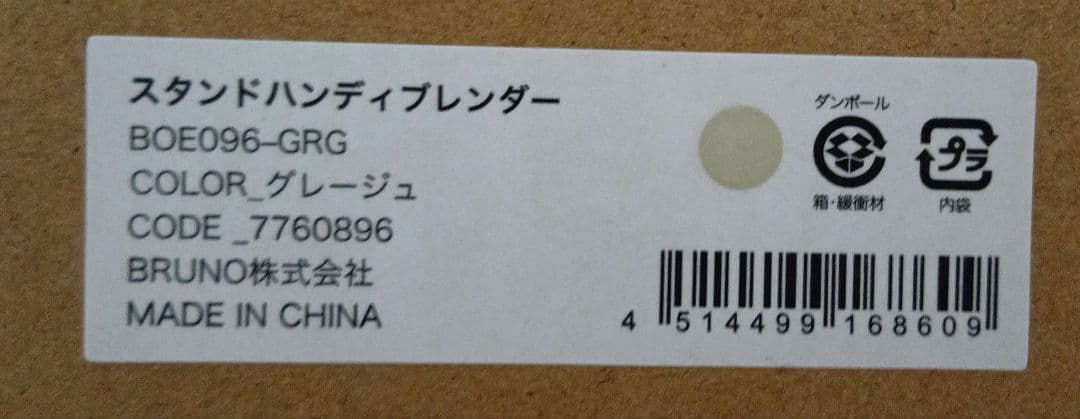 スタンドハンディブレンダー
BOE096-GRG
COLOR_グレージュ
CODE _7760896
BRUNO株式会社
MADE IN CHINA
ダンボール
箱・緩衝材
プラ
内袋
4 514499 168609